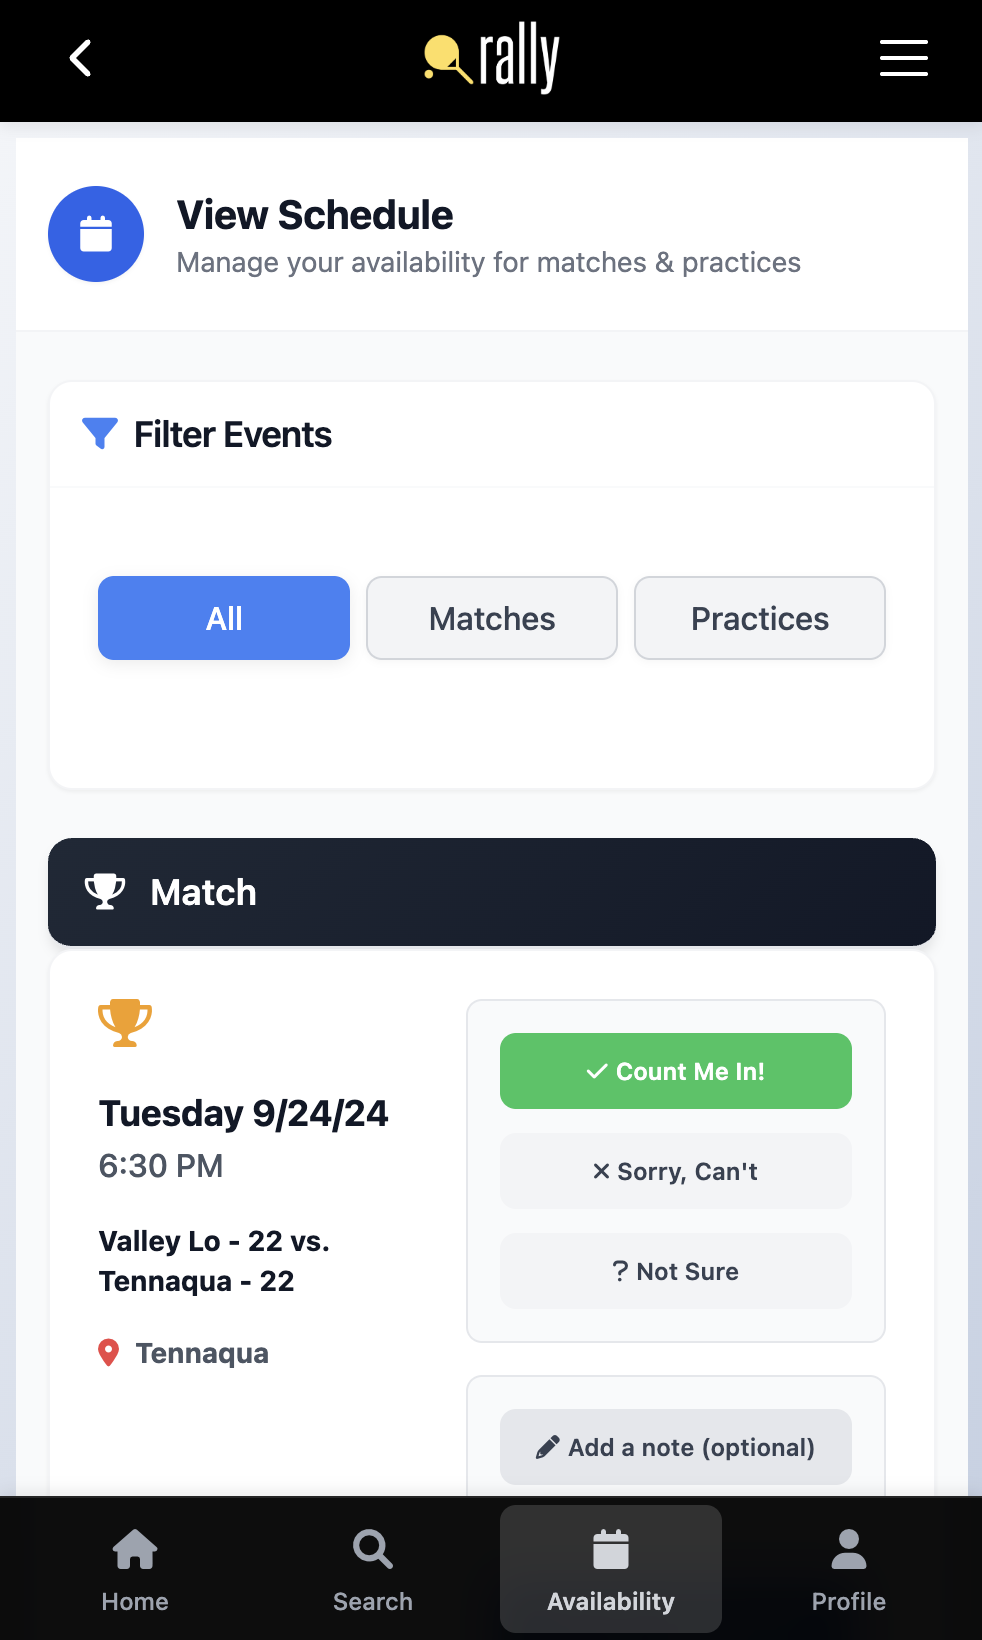 rally
View Schedule
Manage your availability for matches & practices
Filter Events
All
Matches
Practices
Match
Tuesday 9/24/24
6:30 PM
Valley Lo - 22 vs.
Tennaqua - 22
Tennaqua
Count Me In!
Sorry, Can't
? Not Sure
Add a note (optional)
Home
Search
Availability
Profile